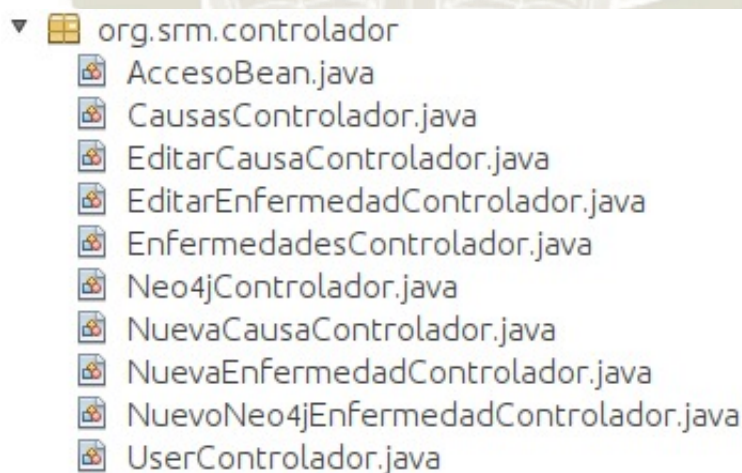 org.srm.controlador
AccesoBean.java
CausasControlador.java
EditarCausaControlador.java
EditarEnfermedadControlador.java
EnfermedadesControlador.java
Neo4jControlador.java
NuevaCausaControlador.java
NuevaEnfermedadControlador.java
NuevoNeo4jEnfermedadControlador.java
UserControlador.java